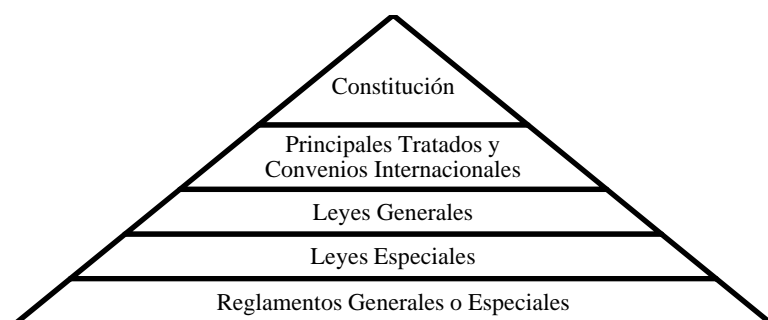 Constitución
Principales Tratados y
Convenios Internacionales
Leyes Generales
Leyes Especiales
Reglamentos Generales o Especiales